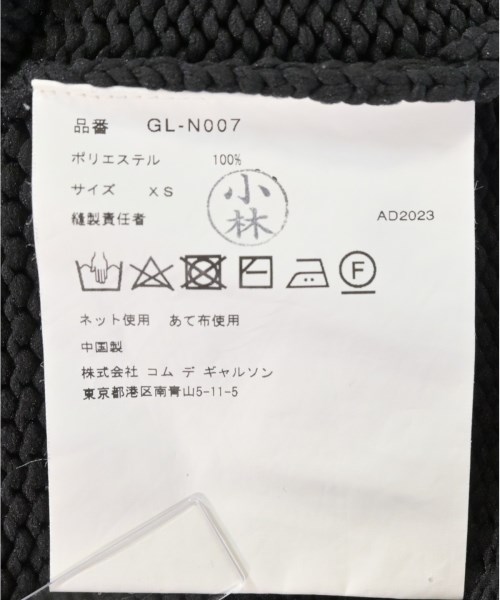 品番 GL-N007
ポリエステル 100%
サイズ XS
小林
縫製責任者 AD2023
F
ネット使用 あて布使用
中国製
株式会社 コム デ ギャルソン
東京都港区南青山5-11-5